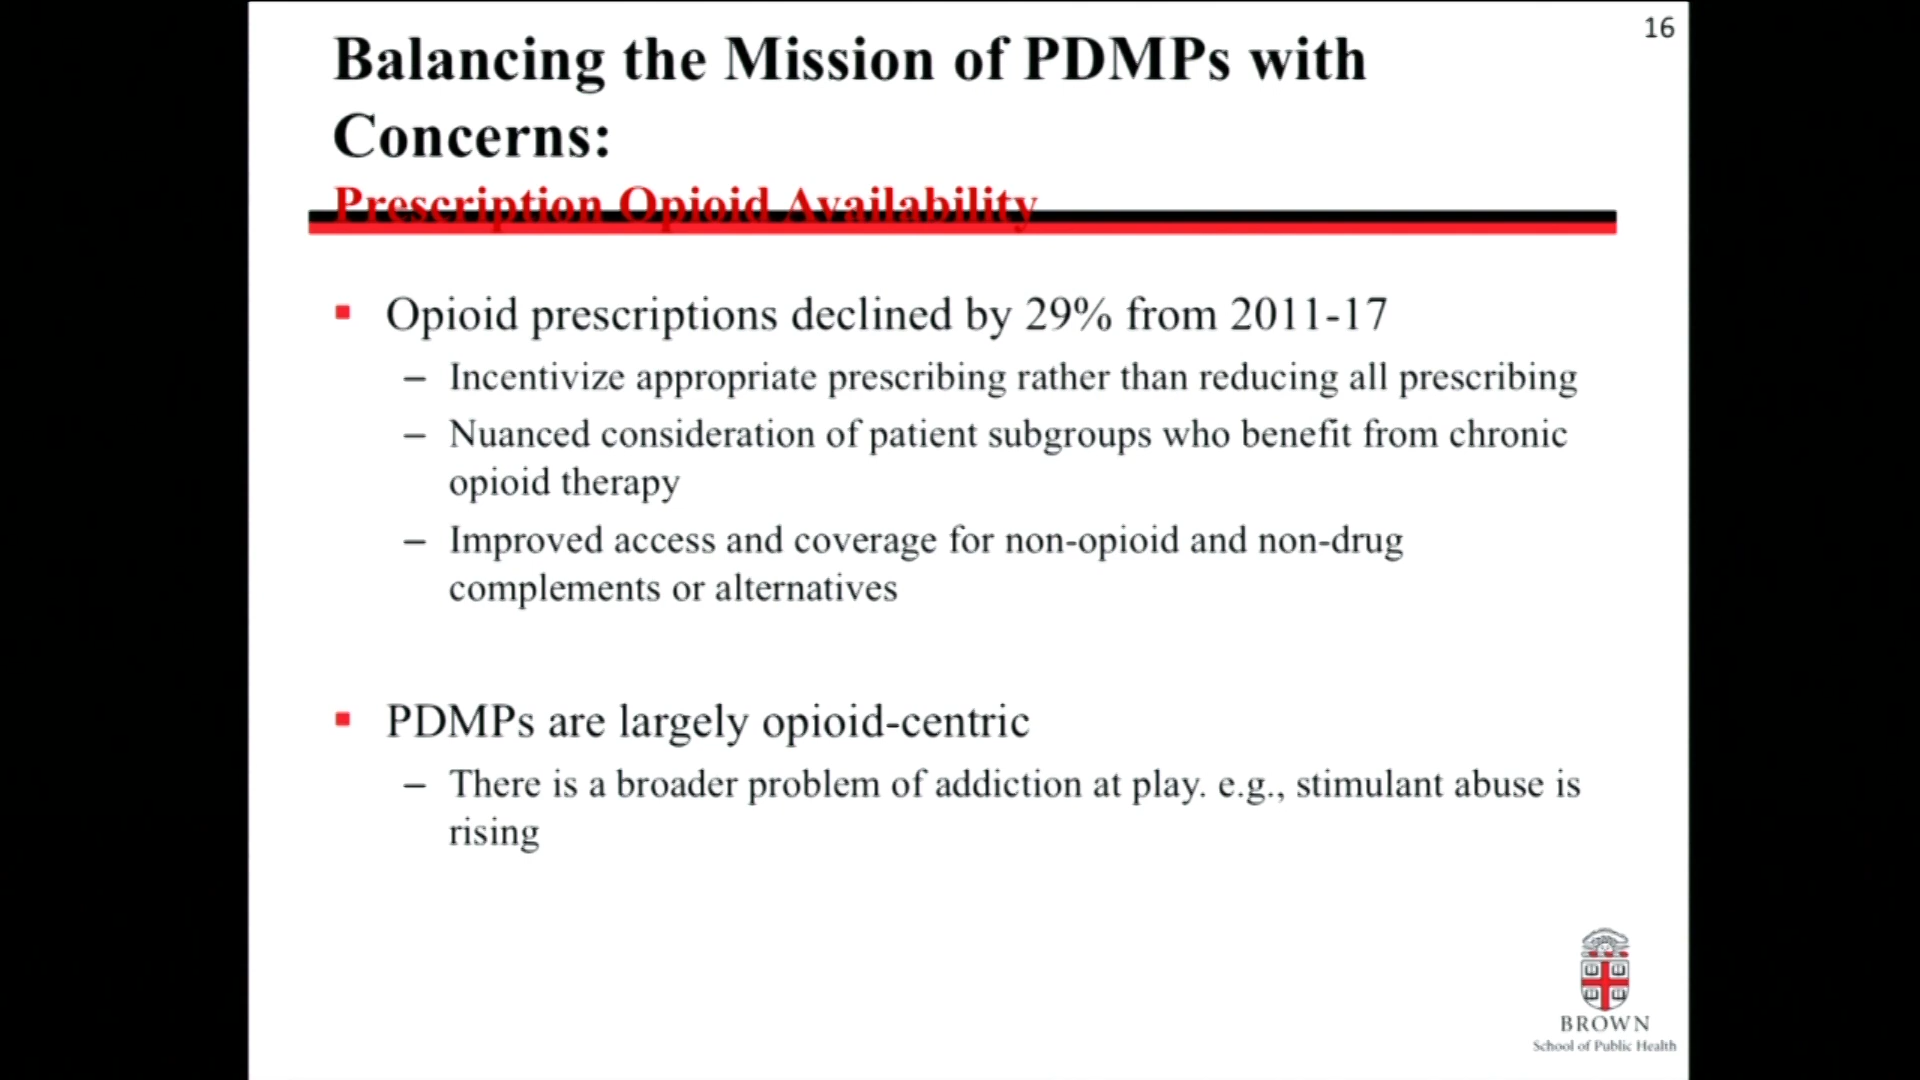 16
Balancing the Mission of PDMPs with
Concerns:
Prescription Opioid Availability
▪ Opioid prescriptions declined by 29% from 2011-17
– Incentivize appropriate prescribing rather than reducing all prescribing
– Nuanced consideration of patient subgroups who benefit from chronic
opioid therapy
– Improved access and coverage for non-opioid and non-drug
complements or alternatives
▪ PDMPs are largely opioid-centric
– There is a broader problem of addiction at play. e.g., stimulant abuse is
rising
BROWN
School of Public Health